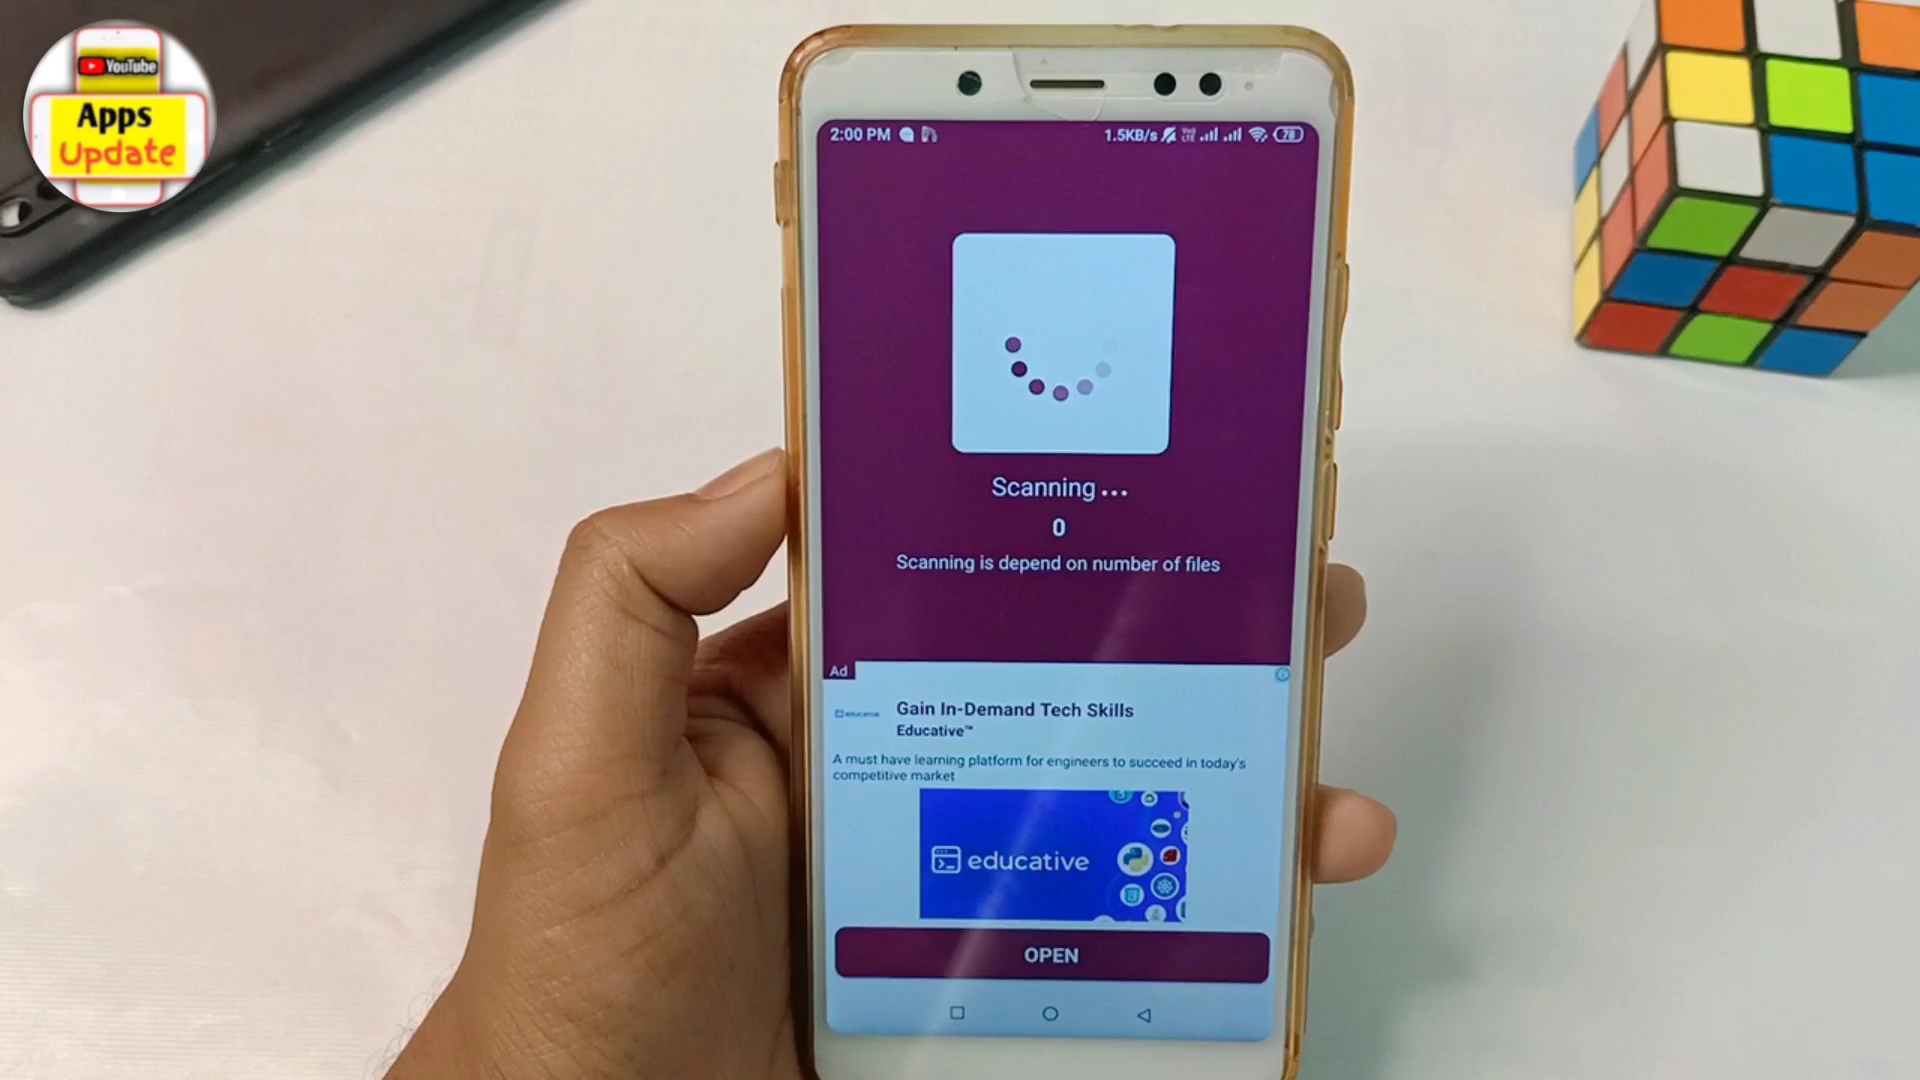 YouTube
Apps
Update
2:00 PM
1.5KB/s
78
Scanning...
0
Scanning is depend on number of files
Ad
educative
Gain In-Demand Tech Skills
Educative™
A must have learning platform for engineers to succeed in today's
competitive market
educative
OPEN